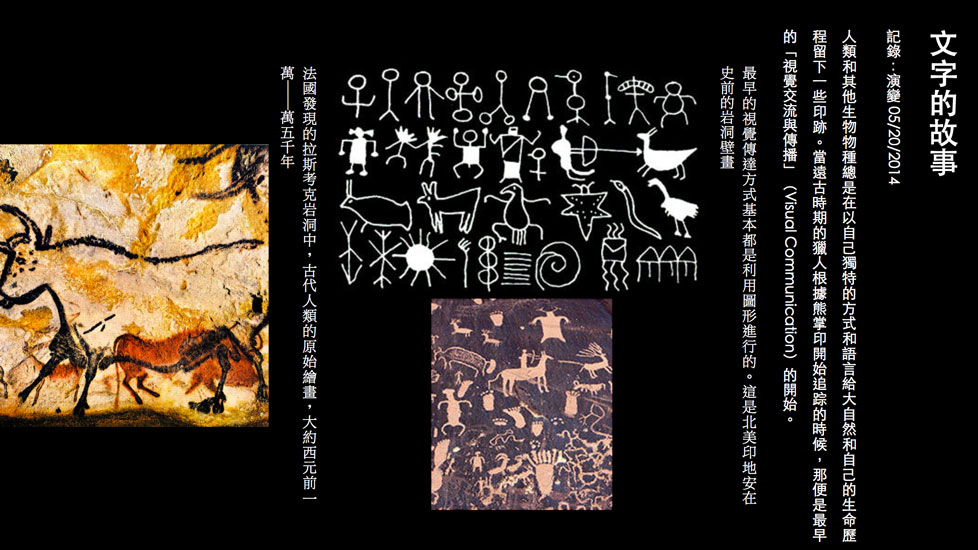 文字的故事
記錄：演變 05/20/2014
人類和其他生物物種總是在以自己獨特的方式和語言給大自然和自己的生命歷
程留下一些印跡。當遠古時期的獵人根據熊掌印開始追踪的時候，那便是最早
的「視覺交流與傳播」（Visual Communication）的開始。
最早的視覺傳達方式基本都是利用圖形進行的。這是北美印地安在
史前的岩洞壁畫
法國發現的拉斯考克岩洞中，古代人類的原始繪畫，大約西元前一
萬——萬五千年